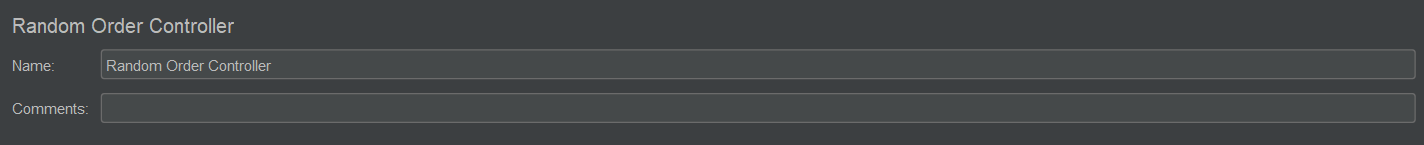 Random Order Controller
Name: Random Order Controller
Comments: